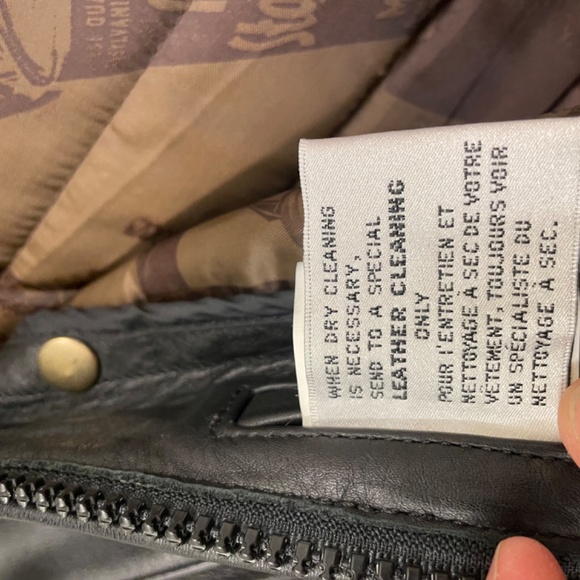 WHEN DRY CLEANING
IS NECESSARY,
SEND TO A SPECIAL
LEATHER CLEANING
ONLY
POUR L'ENTRETIEN ET
NETTOYAGE À SEC DE VOTRE
VÊTEMENT, TOUJOURS VOIR
UN SPÉCIALISTE DU
NETTOYAGE À SEC.